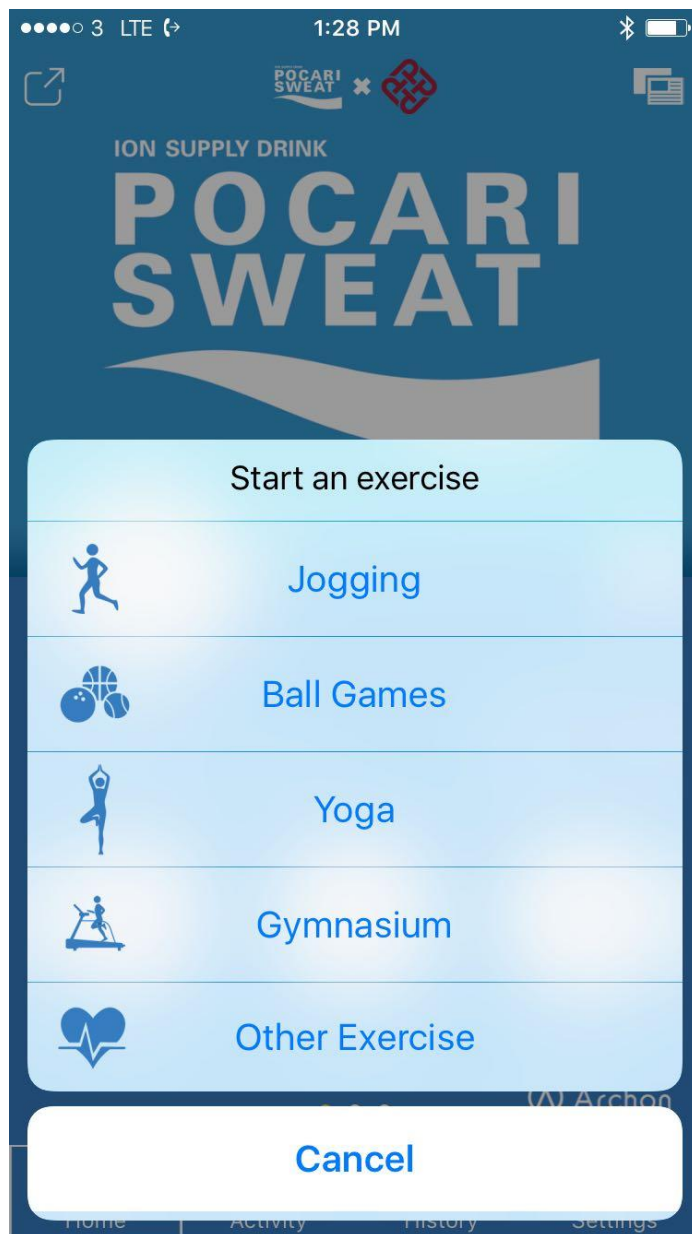 3 LTE 1:28 PM
POCARI
SWEAT
ION SUPPLY DRINK
POCARI
SWEAT
Start an exercise
Jogging
Ball Games
Yoga
Gymnasium
Other Exercise
Archon
Cancel
Home Activity History Settings